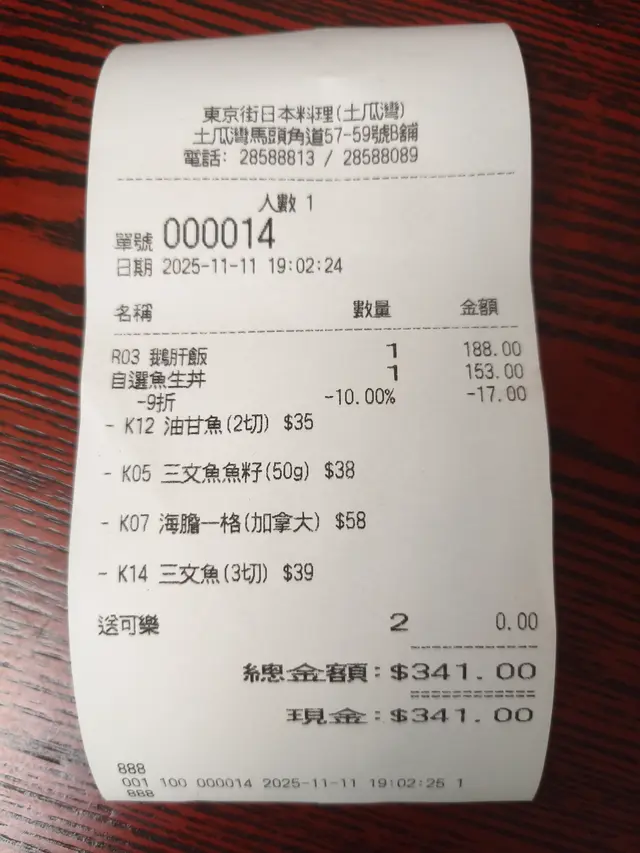 東京街日本料理(土瓜灣)
土瓜灣馬頭角道57-59號B舖
電話: 28588813 / 28588089
人數 1
單號 000014
日期 2025-11-11 19:02:24
名稱 數量 金額
R03 鵝肝飯 1 188.00
自選魚生丼 1 153.00
-9折 -10.00% -17.00
- K12 油甘魚(2切) $35
- K05 三文魚魚籽(50g) $38
- K07 海膽一格(加拿大) $58
- K14 三文魚(3切) $39
送可樂 2 0.00
總金額:$341.00
現金:$341.00
888
001 100 000014 2025-11-11 19:02:25 1
888